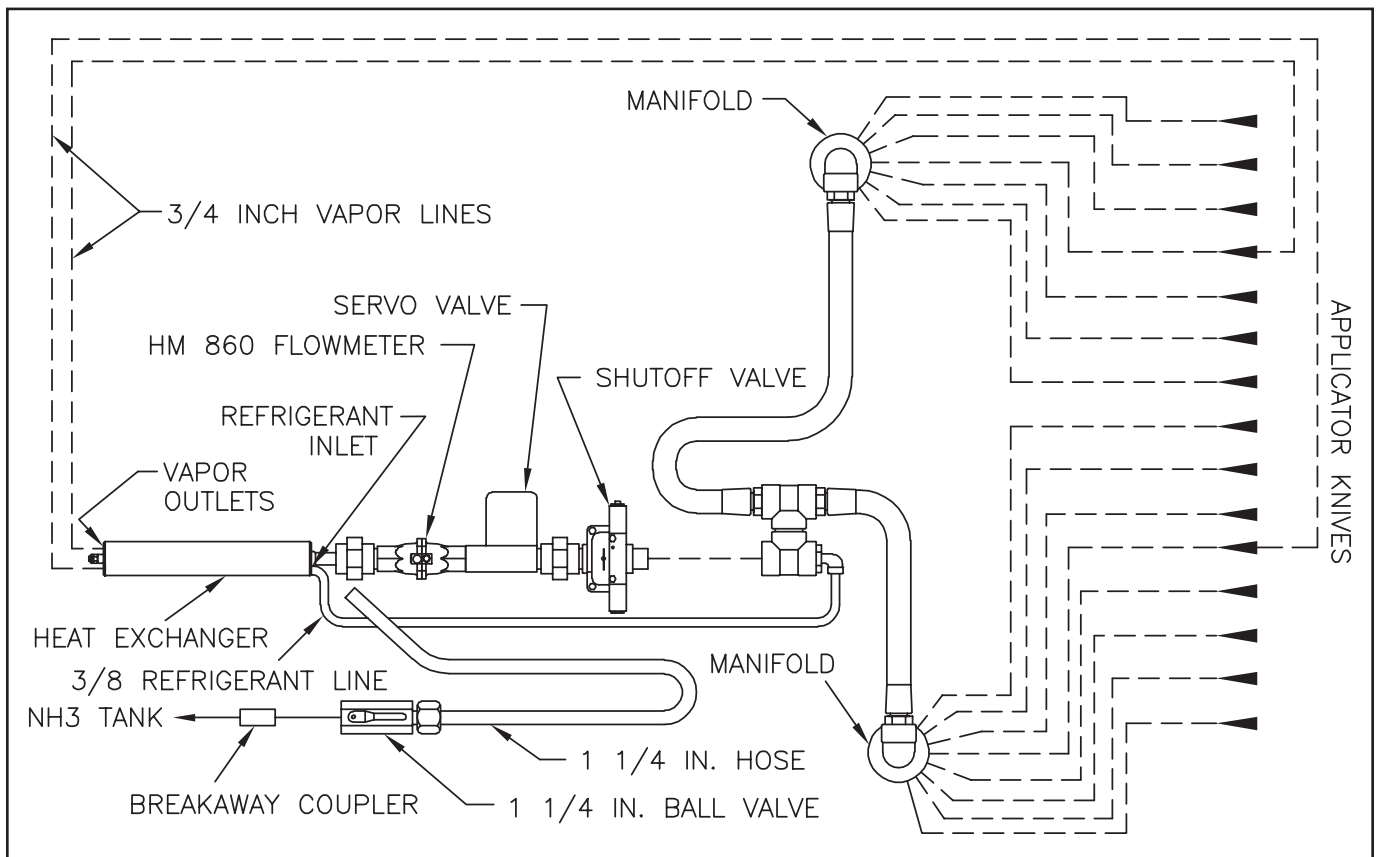 MANIFOLD
3/4 INCH VAPOR LINES
SERVO VALVE
HM 860 FLOWMETER
SHUTOFF VALVE
REFRIGERANT
INLET
VAPOR
OUTLETS
APPLICATOR KNIVES
HEAT EXCHANGER
3/8 REFRIGERANT LINE
MANIFOLD
NH3 TANK
1 1/4 IN. HOSE
BREAKAWAY COUPLER
1 1/4 IN. BALL VALVE